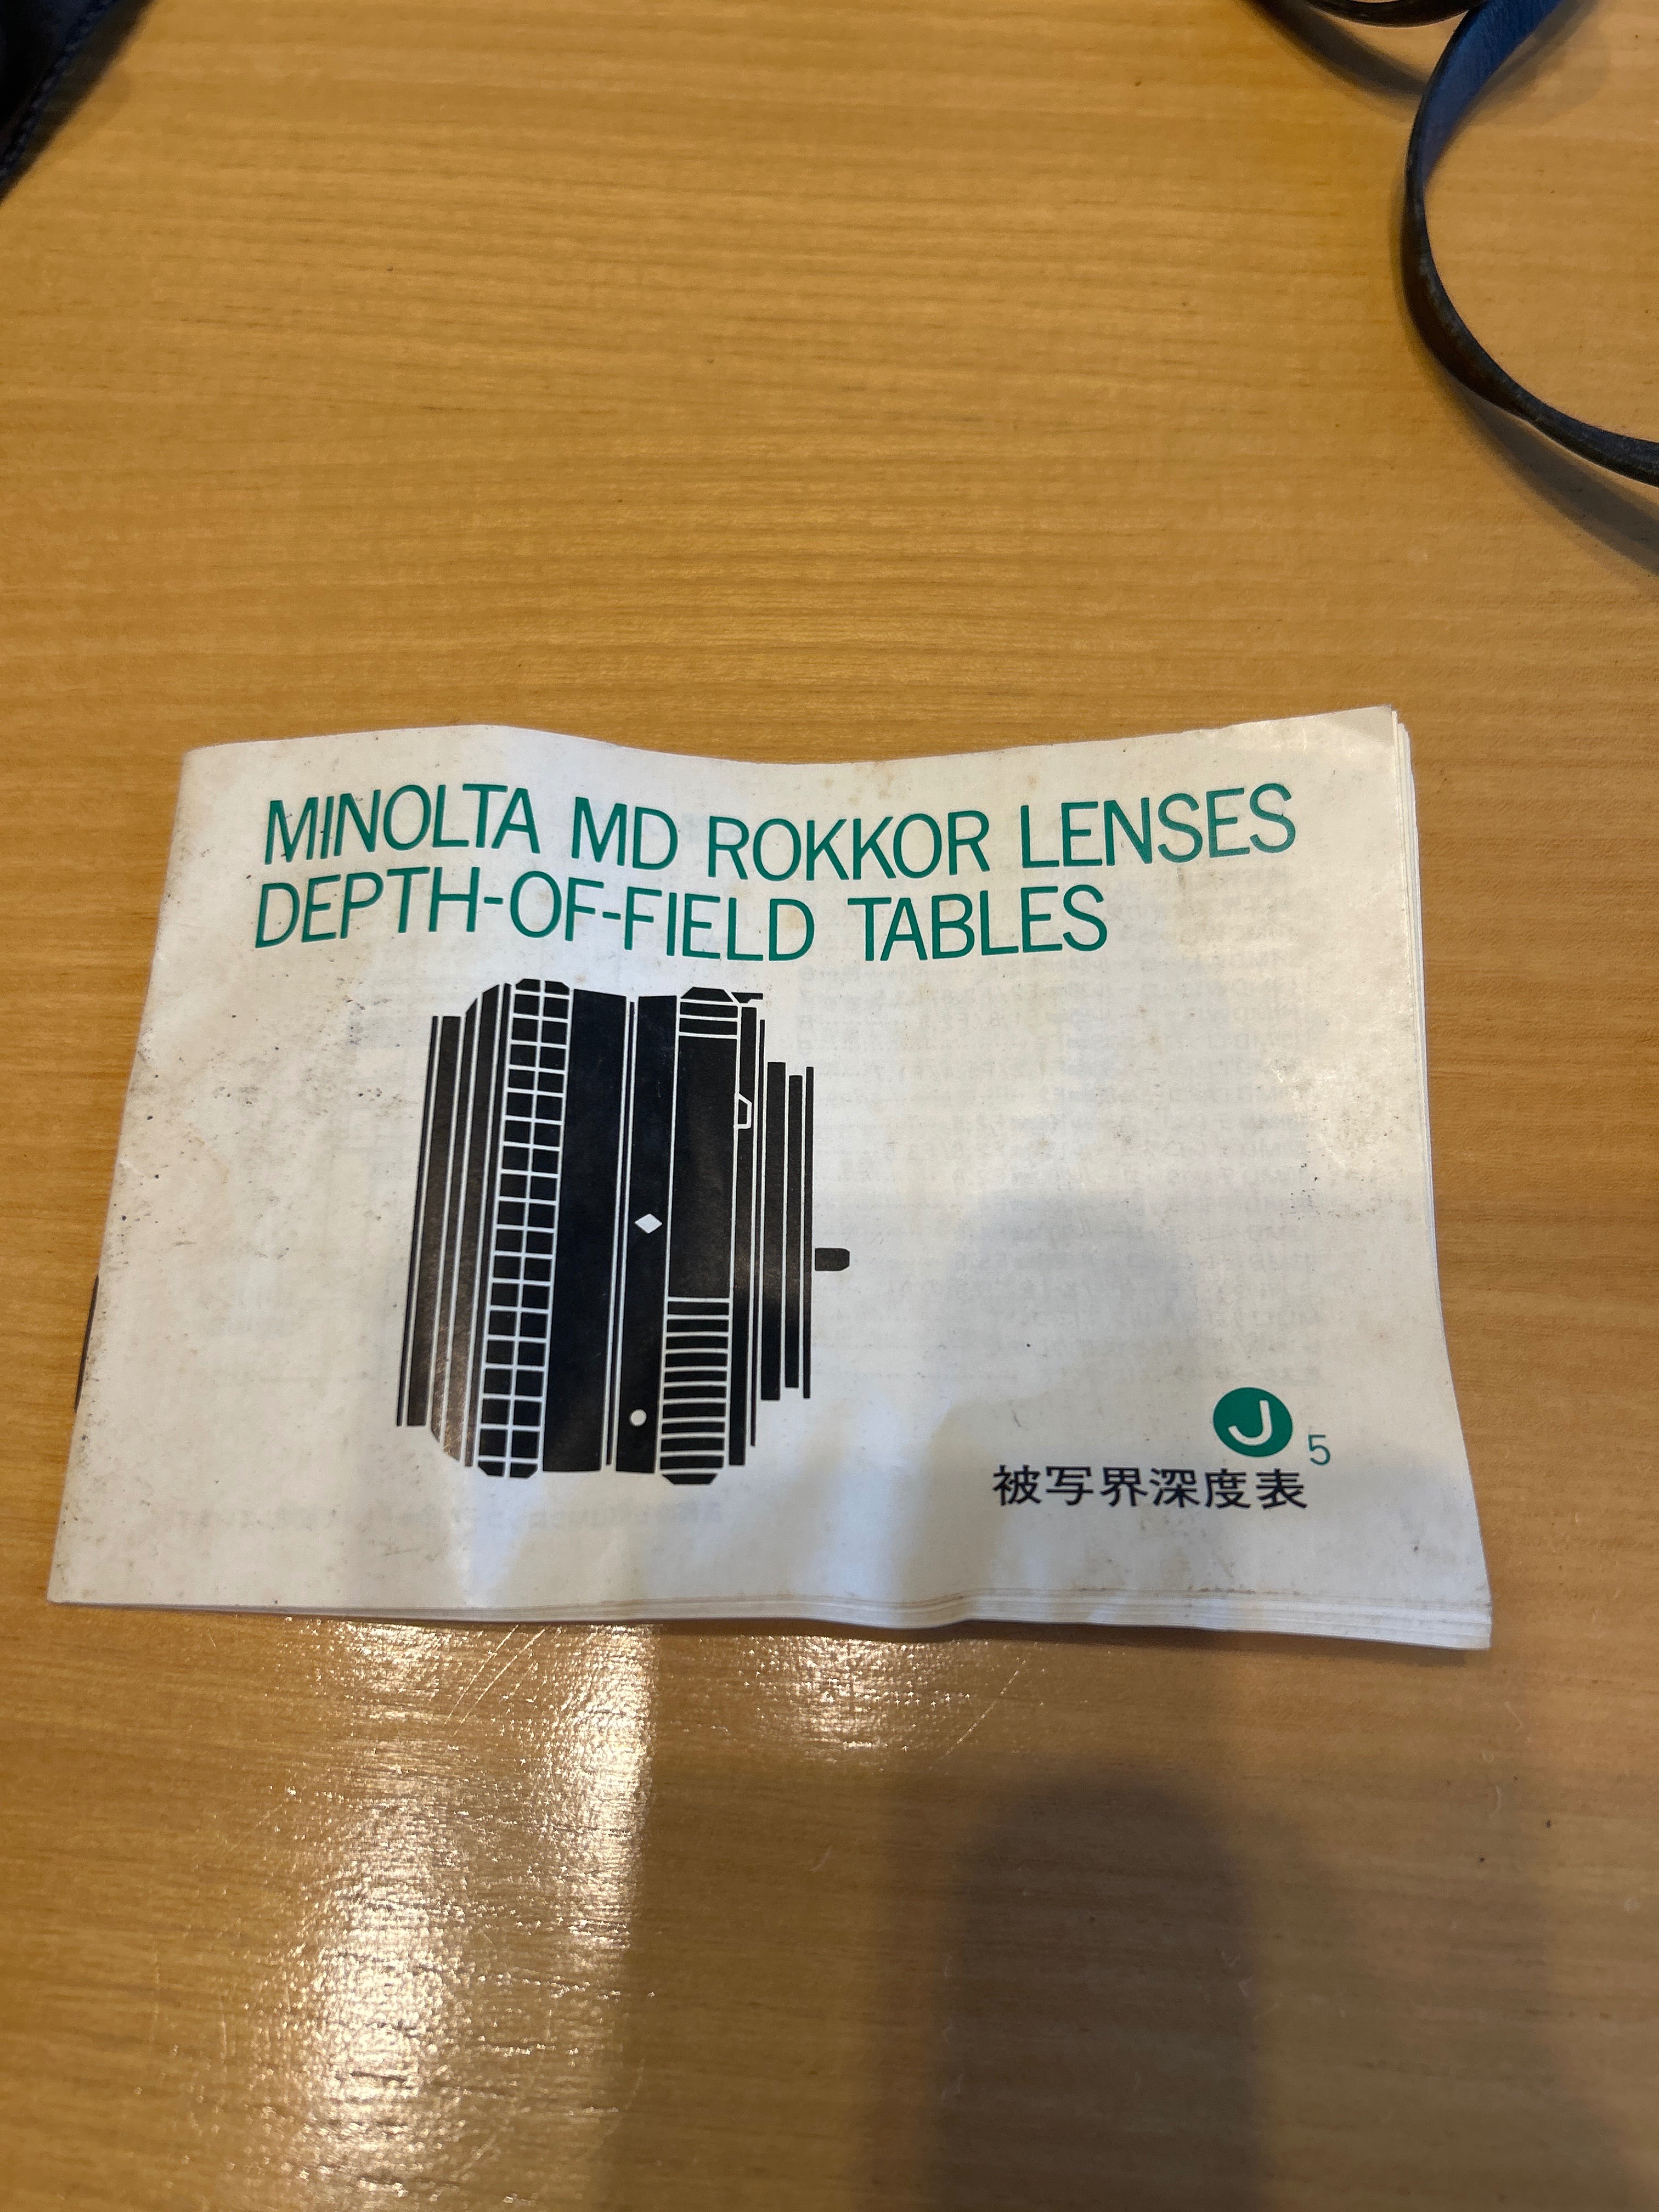 MINOLTA MD ROKKOR LENSES
DEPTH-OF-FIELD TABLES
J 5
被写界深度表